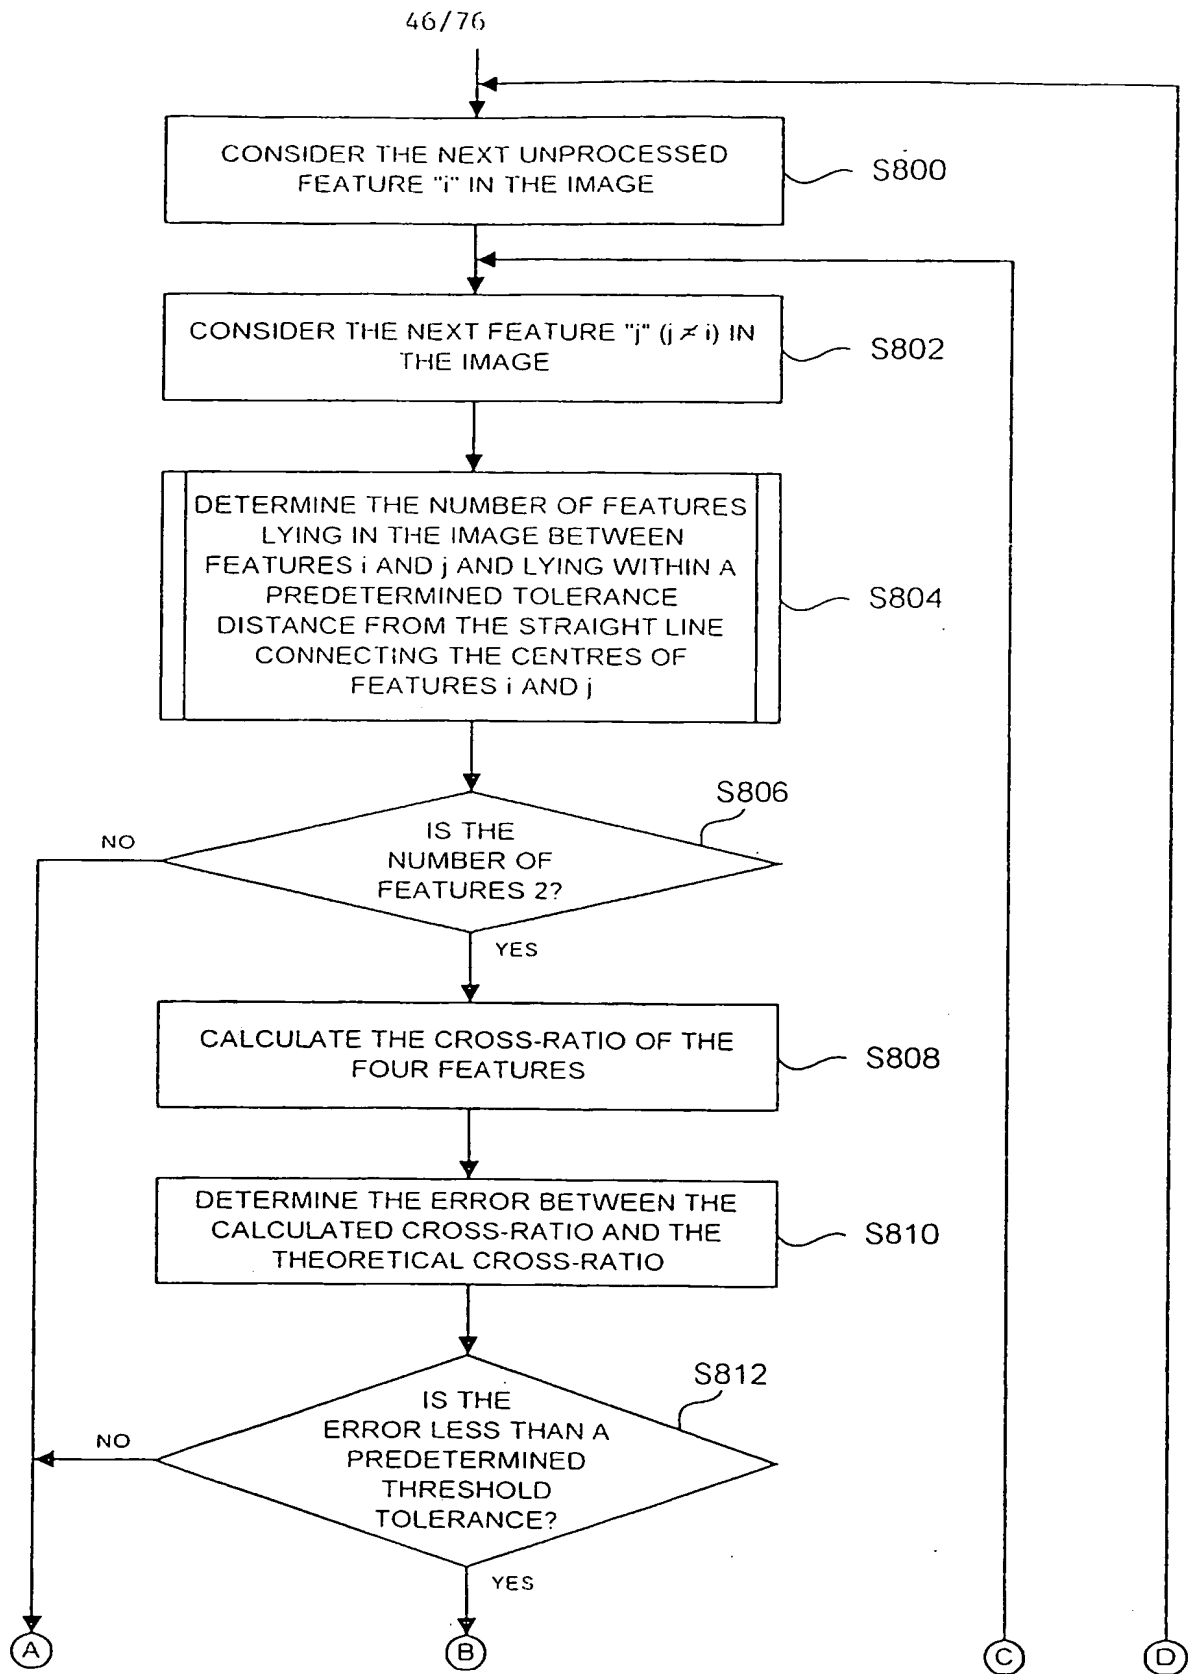 46/76
CONSIDER THE NEXT UNPROCESSED
FEATURE "i" IN THE IMAGE
S800
CONSIDER THE NEXT FEATURE "j" (j ≠ i) IN
THE IMAGE
S802
DETERMINE THE NUMBER OF FEATURES
LYING IN THE IMAGE BETWEEN
FEATURES i AND j AND LYING WITHIN A
PREDETERMINED TOLERANCE
DISTANCE FROM THE STRAIGHT LINE
CONNECTING THE CENTRES OF
FEATURES i AND j
S804
S806
NO
IS THE
NUMBER OF
FEATURES 2?
YES
CALCULATE THE CROSS-RATIO OF THE
FOUR FEATURES
S808
DETERMINE THE ERROR BETWEEN THE
CALCULATED CROSS-RATIO AND THE
THEORETICAL CROSS-RATIO
S810
S812
NO
IS THE
ERROR LESS THAN A
PREDETERMINED
THRESHOLD
TOLERANCE?
YES
A
B
C
D